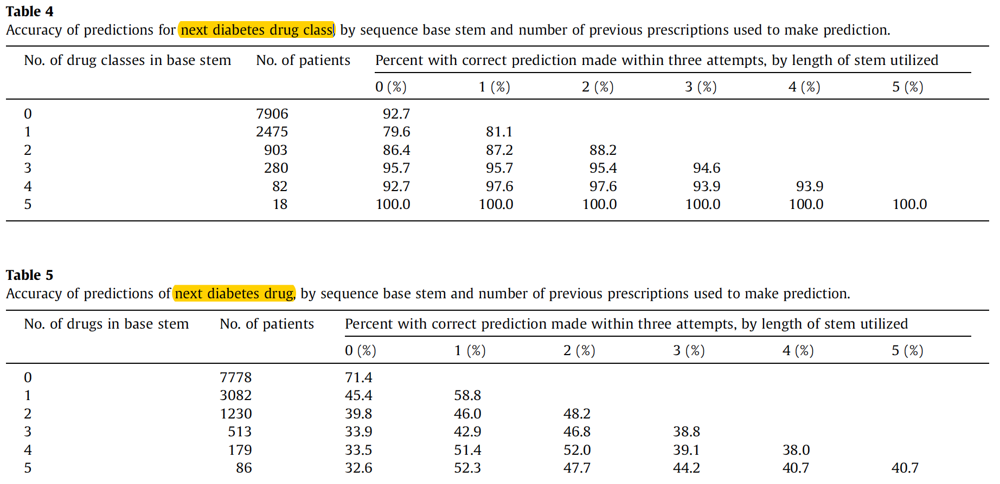 Table 4
Accuracy of predictions for next diabetes drug class, by sequence base stem and number of previous prescriptions used to make prediction.
No. of drug classes in base stem No. of patients Percent with correct prediction made within three attempts, by length of stem utilized
0 (%) 1 (%) 2 (%) 3 (%) 4 (%) 5 (%)
0 7906 92.7
1 2475 79.6 81.1
2 903 86.4 87.2 88.2
3 280 95.7 95.7 95.4 94.6
4 82 92.7 97.6 97.6 93.9 93.9
5 18 100.0 100.0 100.0 100.0 100.0 100.0
Table 5
Accuracy of predictions of next diabetes drug, by sequence base stem and number of previous prescriptions used to make prediction.
No. of drugs in base stem No. of patients Percent with correct prediction made within three attempts, by length of stem utilized
0 (%) 1 (%) 2 (%) 3 (%) 4 (%) 5 (%)
0 7778 71.4
1 3082 45.4 58.8
2 1230 39.8 46.0 48.2
3 513 33.9 42.9 46.8 38.8
4 179 33.5 51.4 52.0 39.1 38.0
5 86 32.6 52.3 47.7 44.2 40.7 40.7